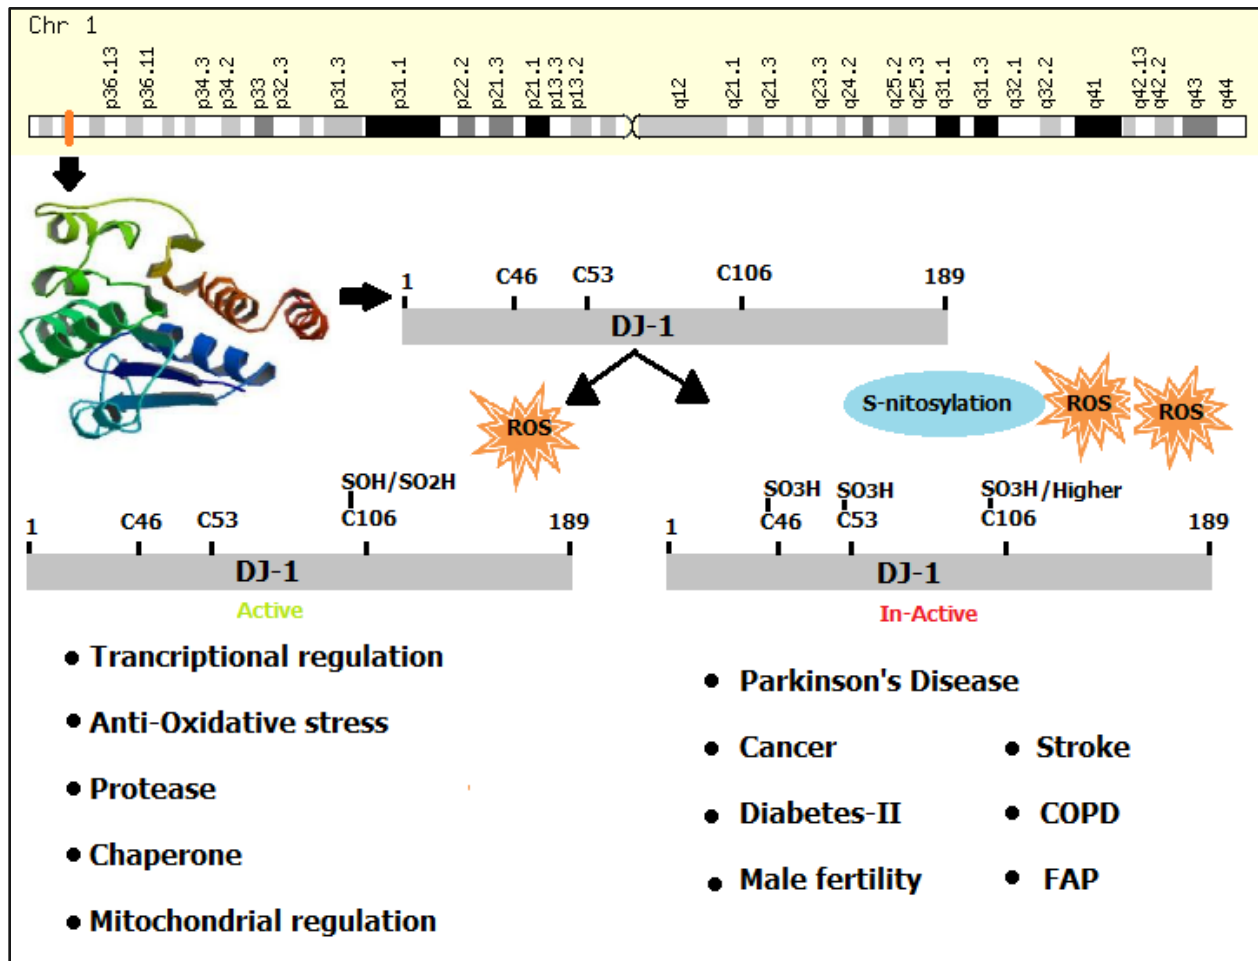 Chr 1
p36.13 p36.11 p34.3 p34.2 p33 p32.3 p31.3 p31.1 p22.2 p21.3 p21.1 p13.3 p13.2 q12 q21.1 q21.3 q23.3 q24.2 q25.2 q25.3 q31.1 q31.3 q32.1 q32.2 q41 q42.13 q42.2 q43 q44
1 C46 C53 C106 189
DJ-1
ROS
S-nitosylation ROS ROS
SOH/SO2H
1 C46 C53 C106 189
DJ-1
Active
SO3H SO3H SO3H/Higher
1 C46 C53 C106 189
DJ-1
In-Active
• Trancriptional regulation
• Anti-Oxidative stress
• Protease
• Chaperone
• Mitochondrial regulation
• Parkinson's Disease
• Cancer
• Diabetes-II
• Male fertility
• Stroke
• COPD
• FAP